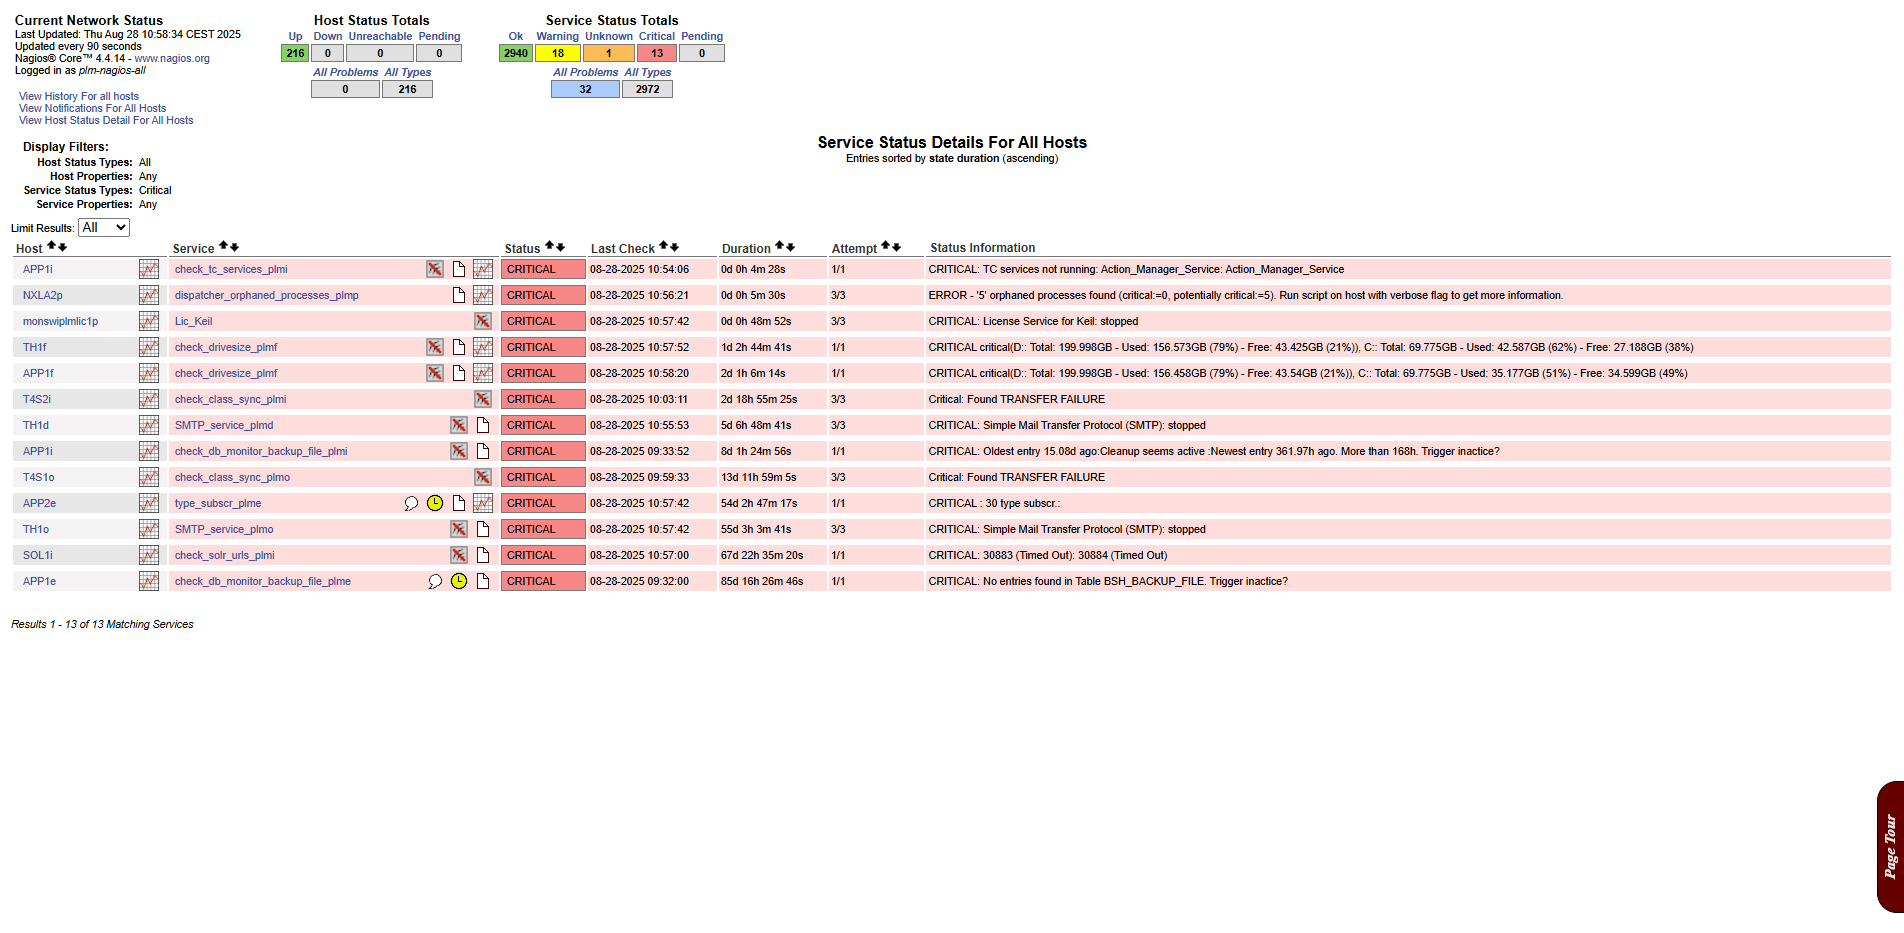 Current Network Status
Last Updated: Thu Aug 28 10:58:34 CEST 2025
Updated every 90 seconds
Nagios® Core™ 4.4.14 - www.nagios.org
Logged in as plm-nagios-all
View History For all hosts
View Notifications For All Hosts
View Host Status Detail For All Hosts
Host Status Totals
Up Down Unreachable Pending
216 0 0 0
All Problems All Types
0 216
Service Status Totals
Ok Warning Unknown Critical Pending
2940 18 1 13 0
All Problems All Types
32 2972
Display Filters:
Host Status Types: All
Host Properties: Any
Service Status Types: Critical
Service Properties: Any
Service Status Details For All Hosts
Entries sorted by state duration (ascending)
Limit Results: All
Host Service Status Last Check Duration Attempt Status Information
APP1i check_tc_services_plmi CRITICAL 08-28-2025 10:54:06 0d 0h 4m 28s 1/1 CRITICAL: TC services not running: Action_Manager_Service: Action_Manager_Service
NXLA2p dispatcher_orphaned_processes_plmp CRITICAL 08-28-2025 10:56:21 0d 0h 5m 30s 3/3 ERROR - '5' orphaned processes found (critical:=0, potentially critical:=5). Run script on host with verbose flag to get more information.
monswiplmlic1p Lic_Keil CRITICAL 08-28-2025 10:57:42 0d 0h 48m 52s 3/3 CRITICAL: License Service for Keil: stopped
TH1f check_drivesize_plmf CRITICAL 08-28-2025 10:57:52 1d 2h 44m 41s 1/1 CRITICAL critical(D:: Total: 199.998GB - Used: 156.573GB (79%) - Free: 43.425GB (21%)), C:: Total: 69.775GB - Used: 42.587GB (62%) - Free: 27.188GB (38%)
APP1f check_drivesize_plmf CRITICAL 08-28-2025 10:58:20 2d 1h 6m 14s 1/1 CRITICAL critical(D:: Total: 199.998GB - Used: 156.458GB (79%) - Free: 43.54GB (21%)), C:: Total: 69.775GB - Used: 35.177GB (51%) - Free: 34.599GB (49%)
T4S2i check_class_sync_plmi CRITICAL 08-28-2025 10:03:11 2d 18h 55m 25s 3/3 Critical: Found TRANSFER FAILURE
TH1d SMTP_service_plmd CRITICAL 08-28-2025 10:55:53 5d 6h 48m 41s 3/3 CRITICAL: Simple Mail Transfer Protocol (SMTP): stopped
APP1i check_db_monitor_backup_file_plmi CRITICAL 08-28-2025 09:33:52 8d 1h 24m 56s 1/1 CRITICAL: Oldest entry 15.08d ago:Cleanup seems active :Newest entry 361.97h ago. More than 168h. Trigger inactice?
T4S1o check_class_sync_plmo CRITICAL 08-28-2025 09:59:33 13d 11h 59m 5s 3/3 Critical: Found TRANSFER FAILURE
APP2e type_subscr_plme CRITICAL 08-28-2025 10:57:42 54d 2h 47m 17s 1/1 CRITICAL : 30 type subscr.:
TH1o SMTP_service_plmo CRITICAL 08-28-2025 10:57:42 55d 3h 3m 41s 3/3 CRITICAL: Simple Mail Transfer Protocol (SMTP): stopped
SOL1i check_solr_urls_plmi CRITICAL 08-28-2025 10:57:00 67d 22h 35m 20s 1/1 CRITICAL: 30883 (Timed Out): 30884 (Timed Out)
APP1e check_db_monitor_backup_file_plme CRITICAL 08-28-2025 09:32:00 85d 16h 26m 46s 1/1 CRITICAL: No entries found in Table BSH_BACKUP_FILE. Trigger inactice?
Results 1 - 13 of 13 Matching Services
Page Tour